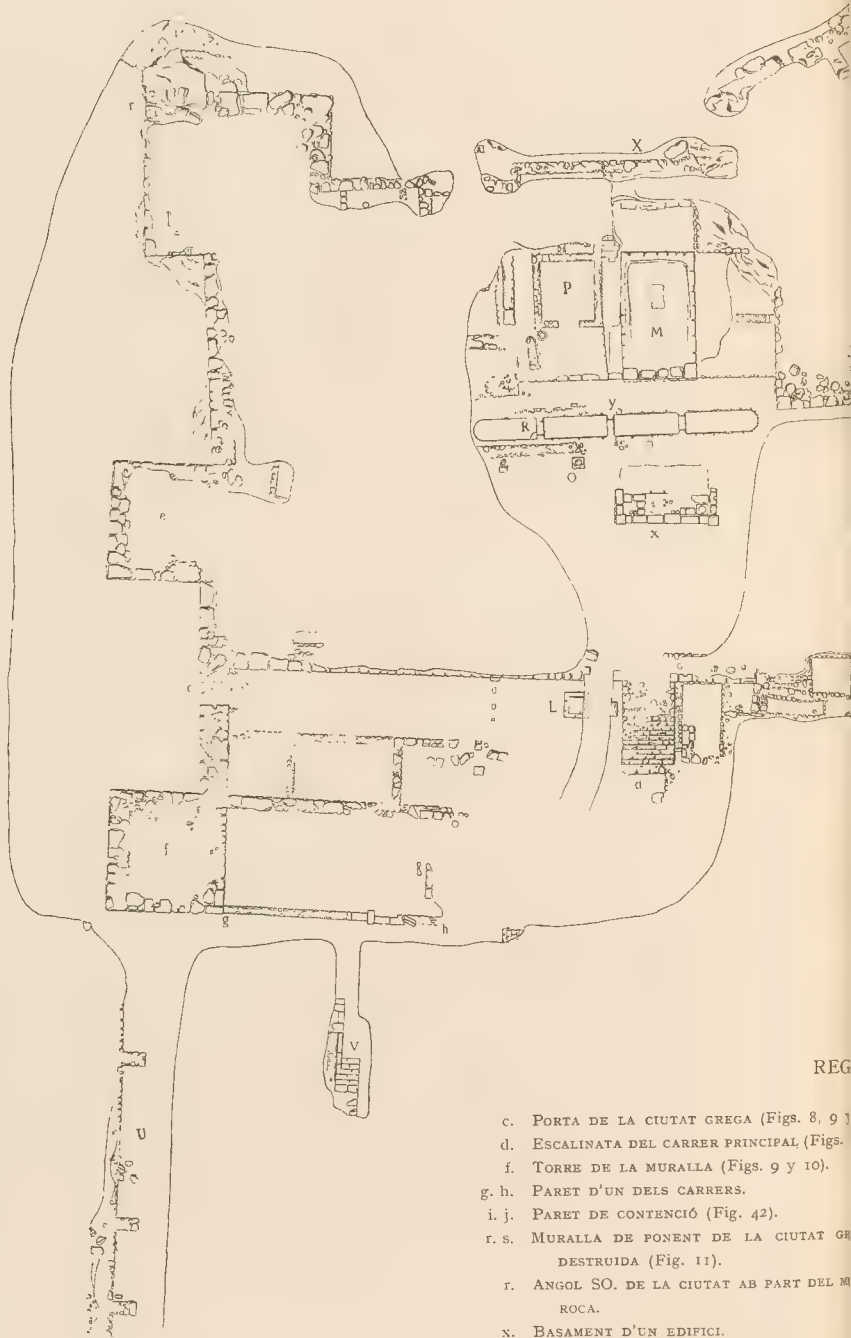 r
X
P
M
y
R
O
x
e
L
d
f
g
h
V
REG
c. PORTA DE LA CIUTAT GREGA (Figs. 8, 9
d. ESCALINATA DEL CARRER PRINCIPAL (Figs.
f. TORRE DE LA MURALLA (Figs. 9 y 10).
g. h. PARET D'UN DELS CARRERS.
i. j. PARET DE CONTENCIÓ (Fig. 42).
r. s. MURALLA DE PONENT DE LA CIUTAT GR
DESTRUIDA (Fig. 11).
r. ANGOL SO. DE LA CIUTAT AB PART DEL M
ROCA.
x. BASAMENT D'UN EDIFICI.